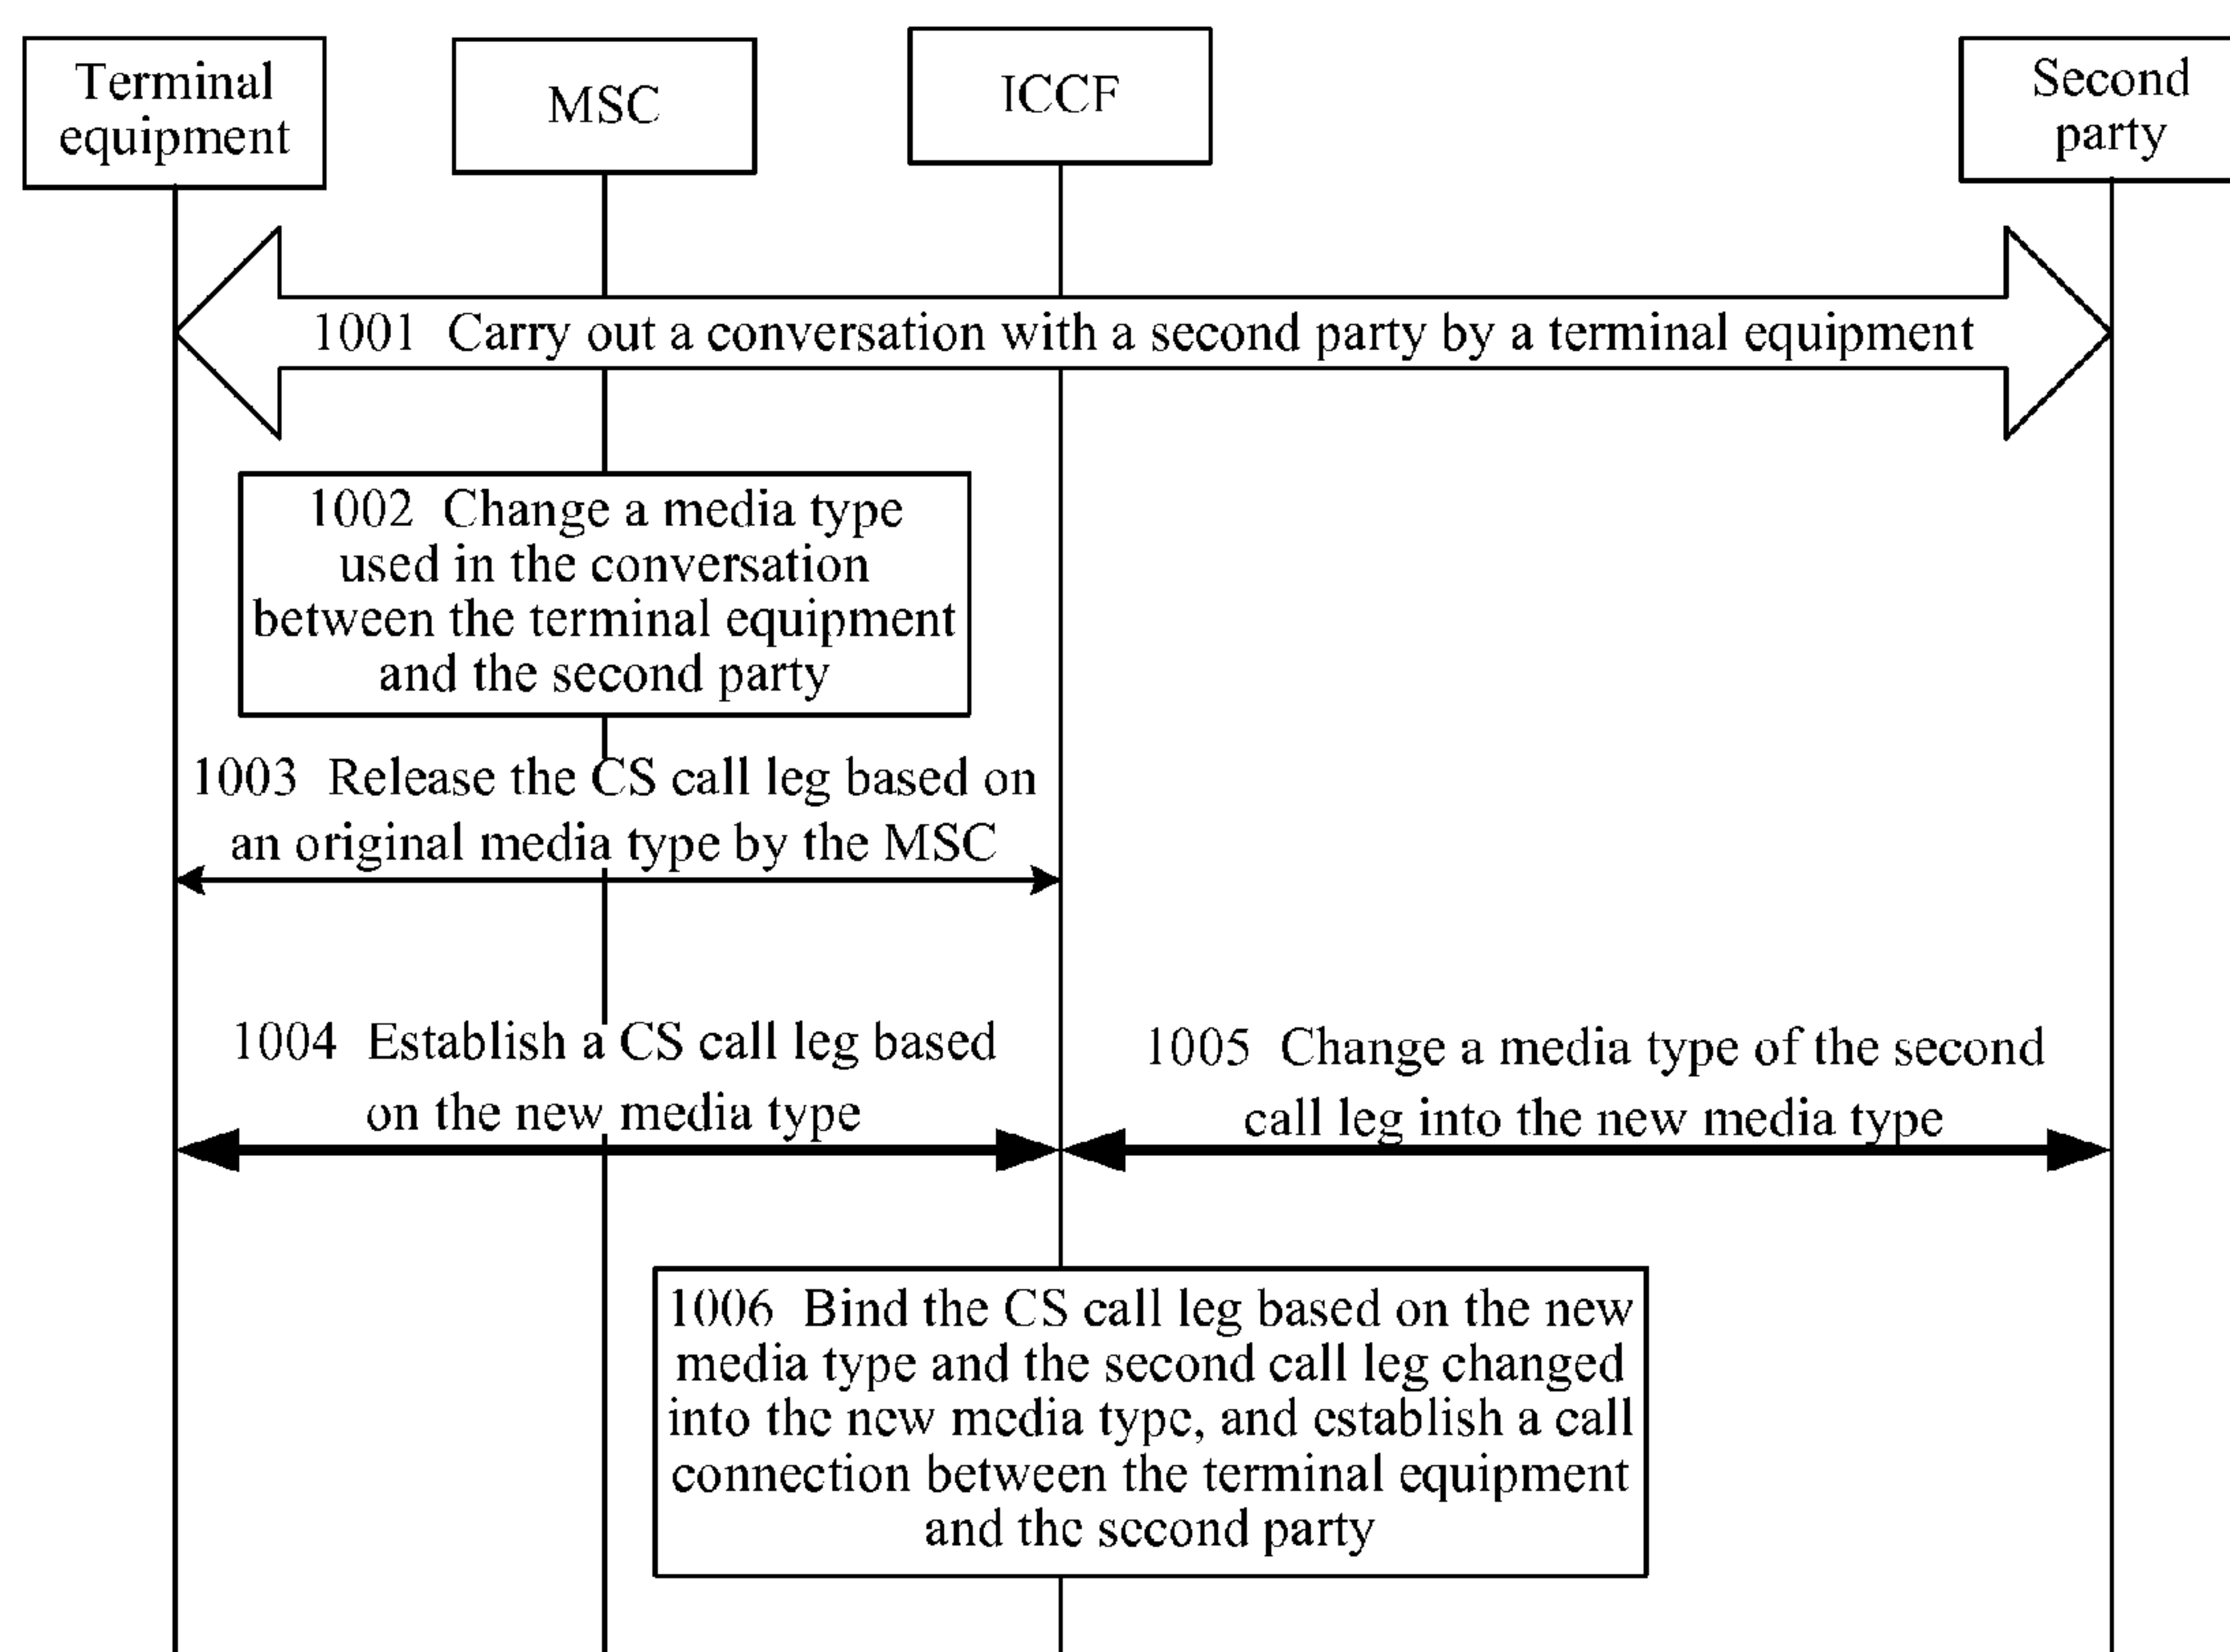 Terminal
equipment
MSC
ICCF
Second
party
1001 Carry out a conversation with a second party by a terminal equipment
1002 Change a media type
used in the conversation
between the terminal equipment
and the second party
1003 Release the CS call leg based on
an original media type by the MSC
1004 Establish a CS call leg based
on the new media type
1005 Change a media type of the second
call leg into the new media type
1006 Bind the CS call leg based on the new
media type and the second call leg changed
into the new media type, and establish a call
connection between the terminal equipment
and the second party